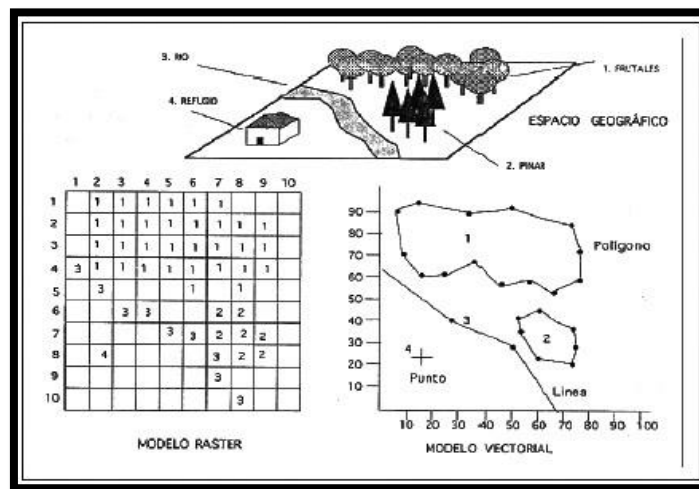 3. RIO
1. FRUTALES
4. REFUGIO
ESPACIO GEOGRÁFICO
2. PINAR
1 2 3 4 5 6 7 8 9 10
1 1 1 1 1 1 1
2 1 1 1 1 1 1 1 1
3 1 1 1 1 1 1 1 1
4 3 1 1 1 1 1 1 1 1
5 3 1 1
6 3 3 2 2
7 3 3 2 2 2
8 4 3 2 2
9 3
10 3
MODELO RASTER
90
80
70
60
50
40
30
20
10
1
Polígono
3
2
4
Punto
Línea
10 20 30 40 50 60 70 80 90 100
MODELO VECTORIAL